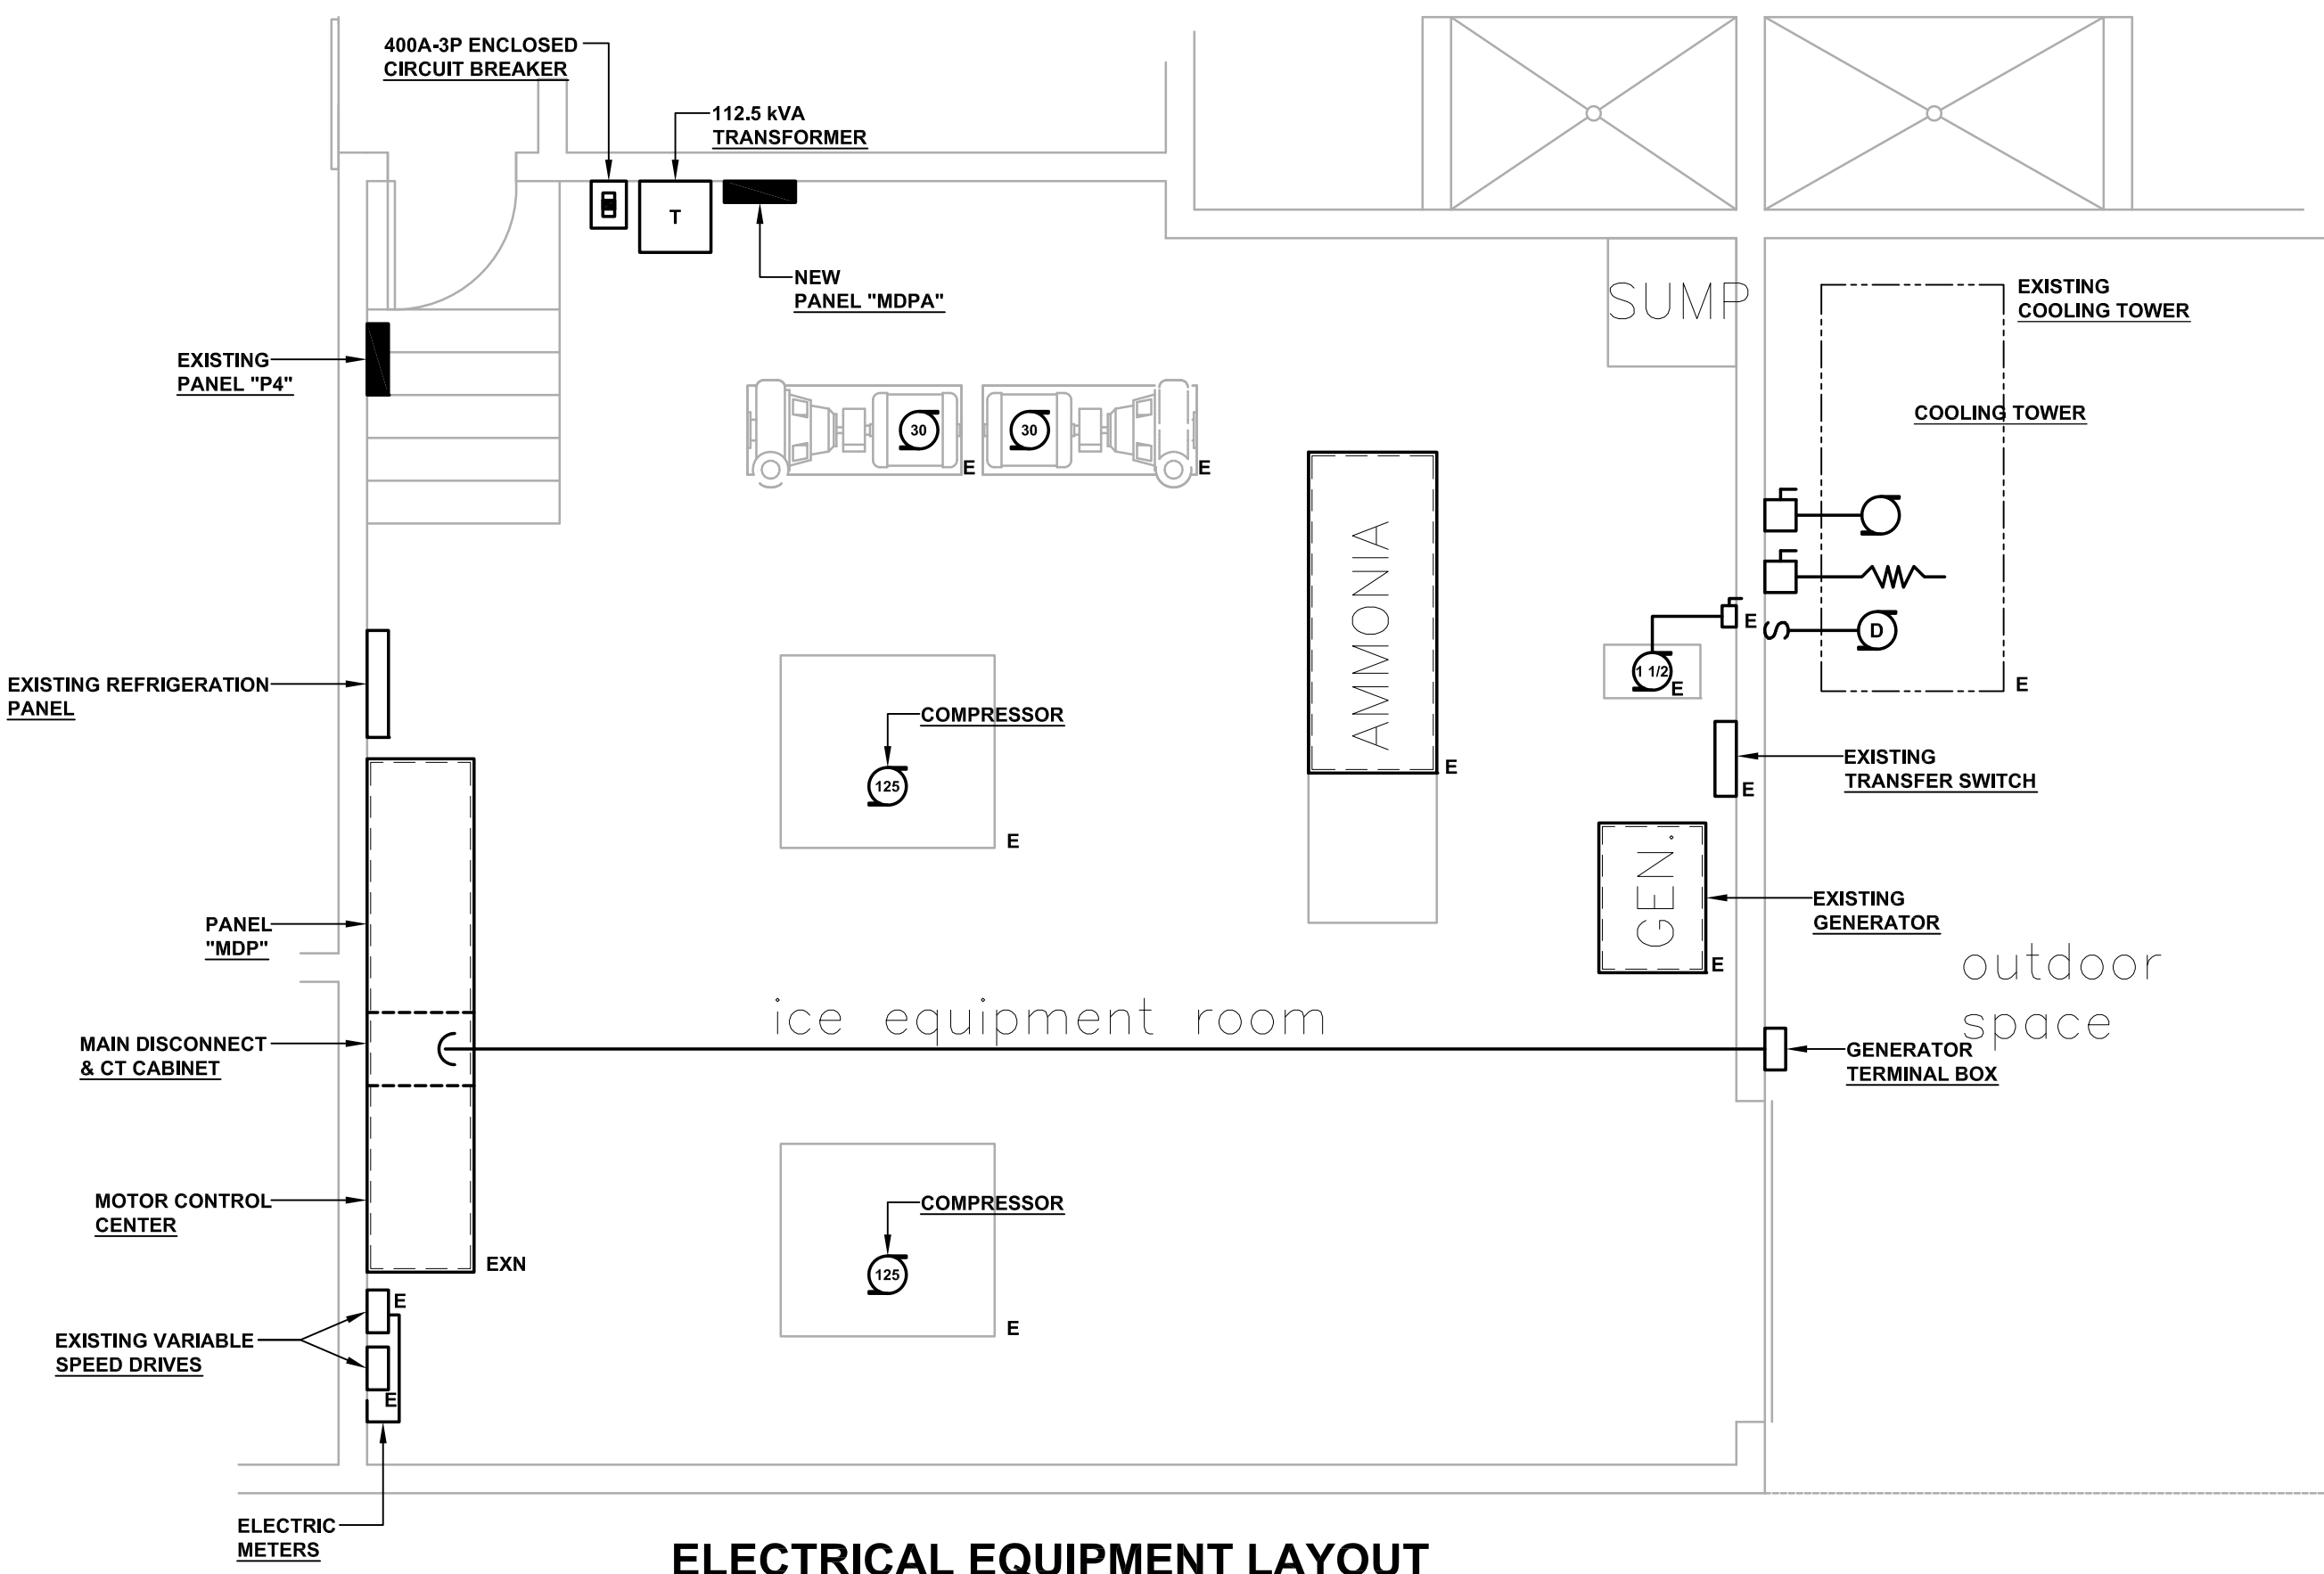 400A-3P ENCLOSED
CIRCUIT BREAKER
112.5 kVA
TRANSFORMER
T
NEW
PANEL "MDPA"
SUMP
EXISTING
COOLING TOWER
EXISTING
PANEL "P4"
COOLING TOWER
30
E
30
E
AMMONIA
E
D
E
1 1/2
E
E
EXISTING REFRIGERATION
PANEL
COMPRESSOR
125
E
EXISTING
TRANSFER SWITCH
E
GEN.
E
EXISTING
GENERATOR
PANEL
"MDP"
outdoor
space
ice equipment room
MAIN DISCONNECT
& CT CABINET
GENERATOR
TERMINAL BOX
MOTOR CONTROL
CENTER
COMPRESSOR
125
E
EXN
E
EXISTING VARIABLE
SPEED DRIVES
E
ELECTRIC
METERS
ELECTRICAL EQUIPMENT LAYOUT